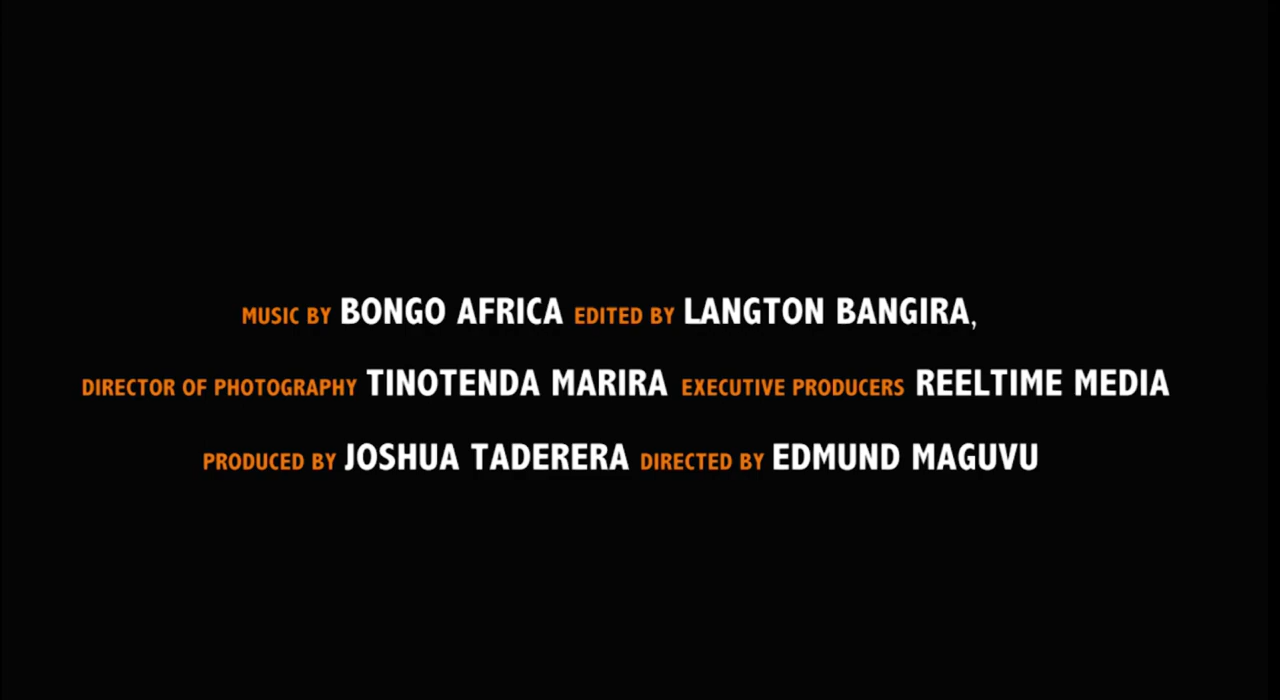 MUSIC BY BONGO AFRICA EDITED BY LANGTON BANGIRA,
DIRECTOR OF PHOTOGRAPHY TINOTENDA MARIRA EXECUTIVE PRODUCERS REELTIME MEDIA
PRODUCED BY JOSHUA TADERERA DIRECTED BY EDMUND MAGUVU